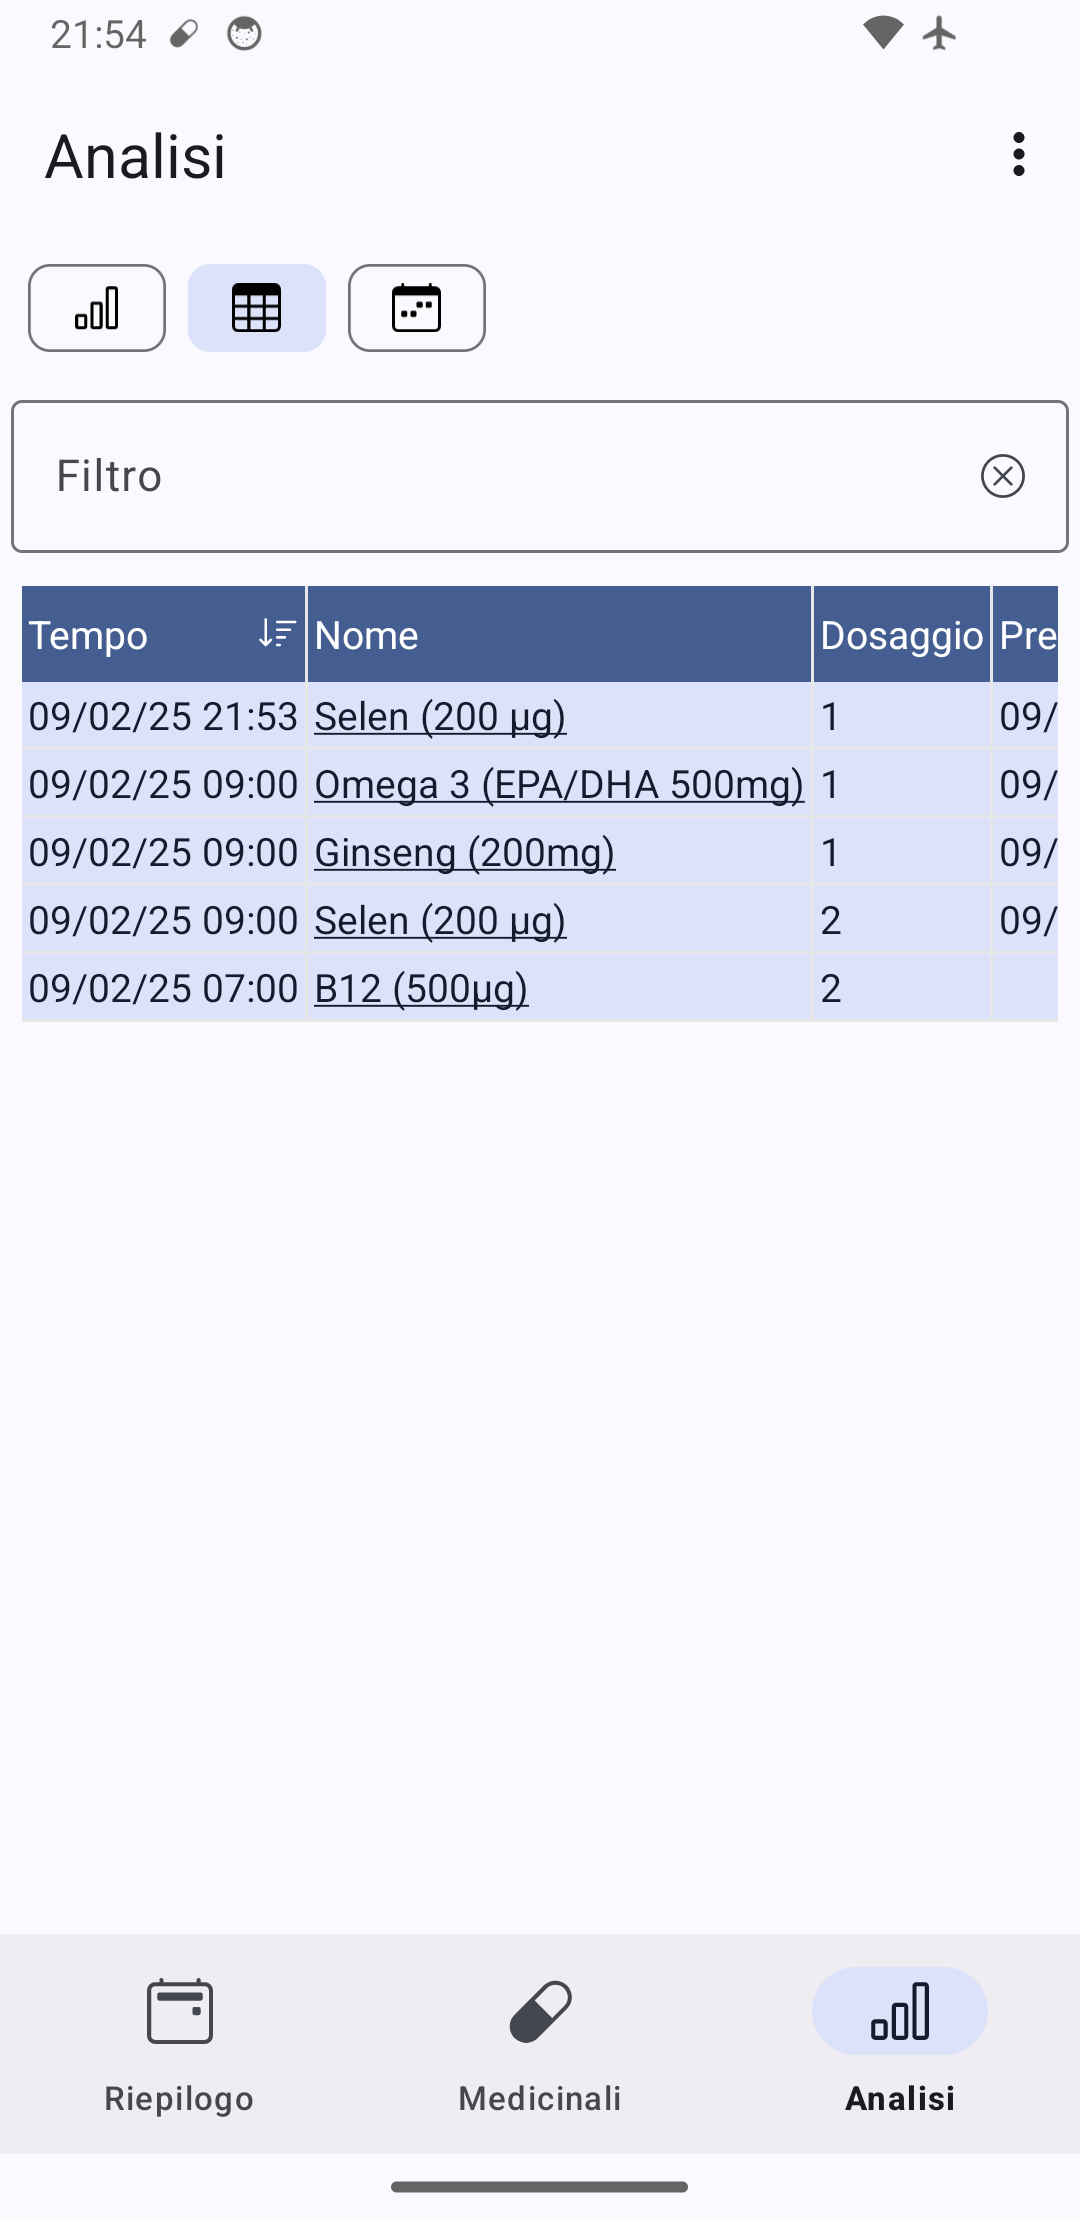 21:54
Analisi
Filtro
Tempo Nome Dosaggio Pre
09/02/25 21:53 Selen (200 µg) 1 09/
09/02/25 09:00 Omega 3 (EPA/DHA 500mg) 1 09/
09/02/25 09:00 Ginseng (200mg) 1 09/
09/02/25 09:00 Selen (200 µg) 2 09/
09/02/25 07:00 B12 (500µg) 2
Riepilogo Medicinali Analisi